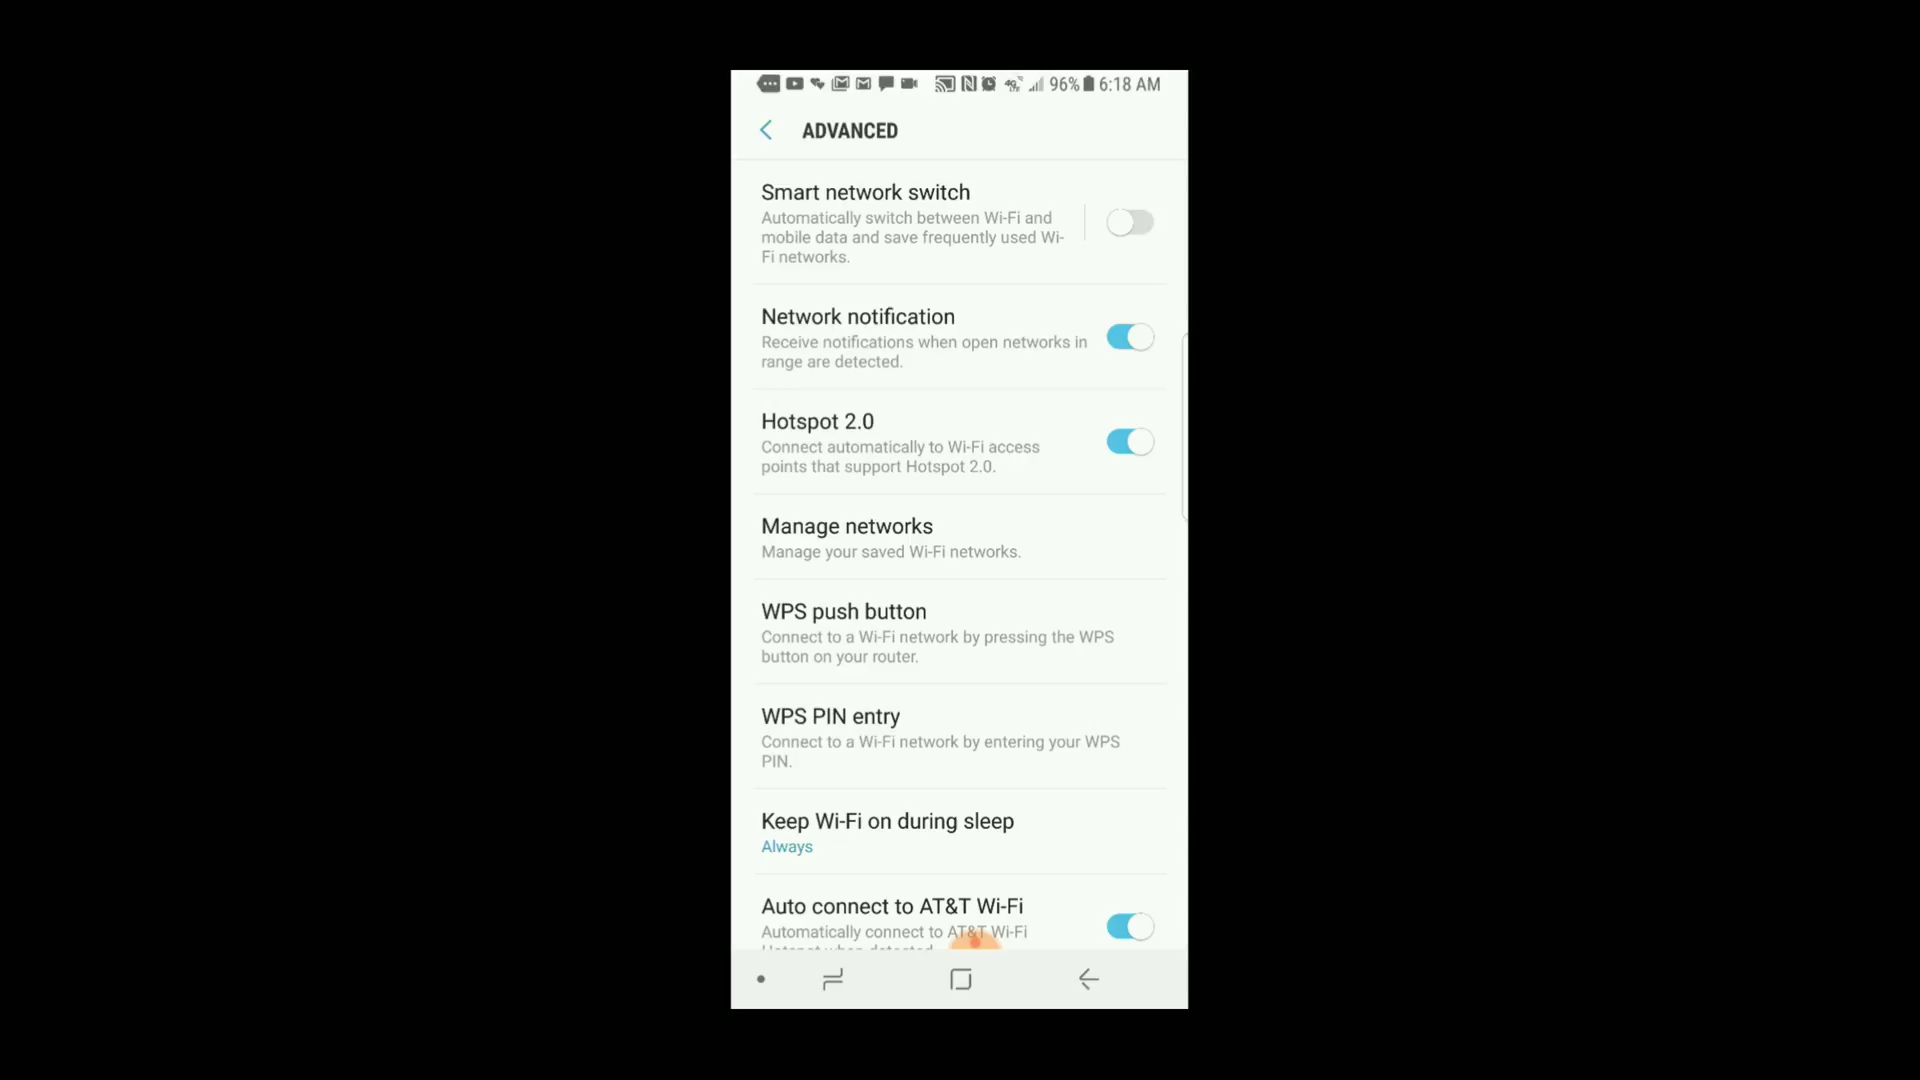 96% 6:18 AM
ADVANCED
Smart network switch
Automatically switch between Wi-Fi and
mobile data and save frequently used Wi-
Fi networks.
Network notification
Receive notifications when open networks in
range are detected.
Hotspot 2.0
Connect automatically to Wi-Fi access
points that support Hotspot 2.0.
Manage networks
Manage your saved Wi-Fi networks.
WPS push button
Connect to a Wi-Fi network by pressing the WPS
button on your router.
WPS PIN entry
Connect to a Wi-Fi network by entering your WPS
PIN.
Keep Wi-Fi on during sleep
Always
Auto connect to AT&T Wi-Fi
Automatically connect to AT&T Wi-Fi
Hotspot when detected.